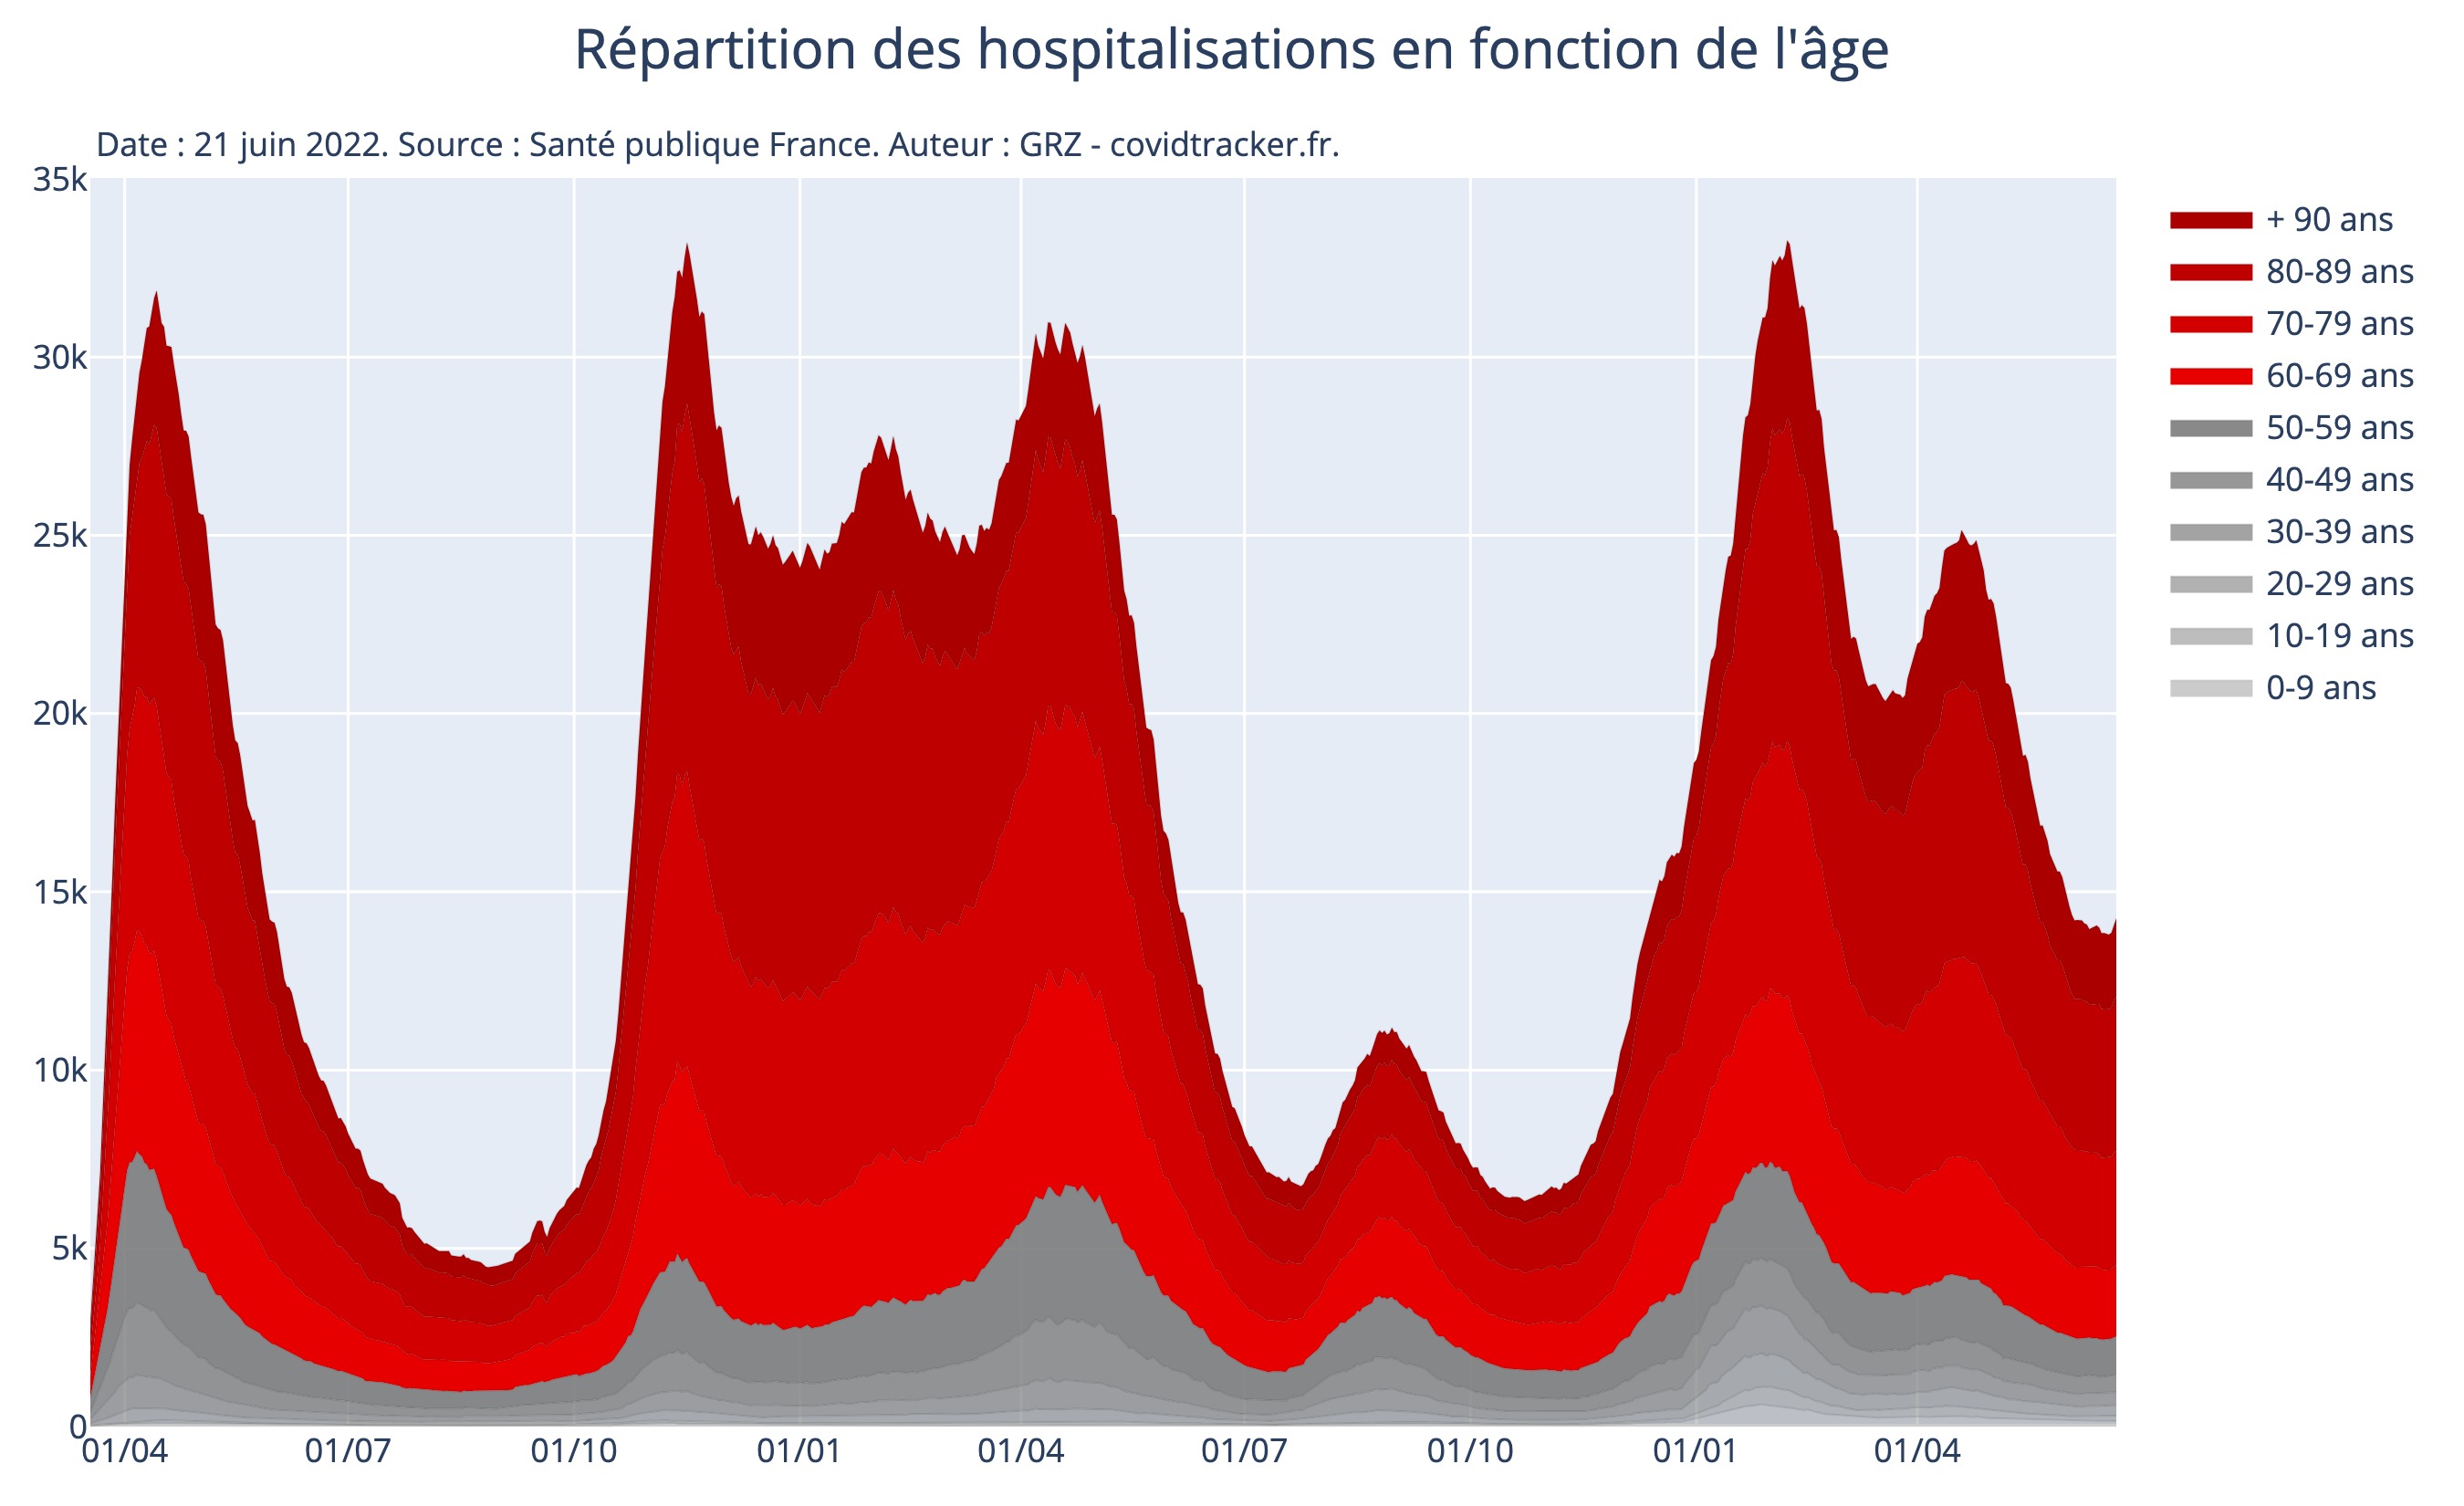 Répartition des hospitalisations en fonction de l'âge
Date : 21 juin 2022. Source : Santé publique France. Auteur : GRZ - covidtracker.fr.
35k
30k
25k
20k
15k
10k
5k
0
01/04 01/07 01/10 01/01 01/04 01/07 01/10 01/01 01/04
+ 90 ans
80-89 ans
70-79 ans
60-69 ans
50-59 ans
40-49 ans
30-39 ans
20-29 ans
10-19 ans
0-9 ans